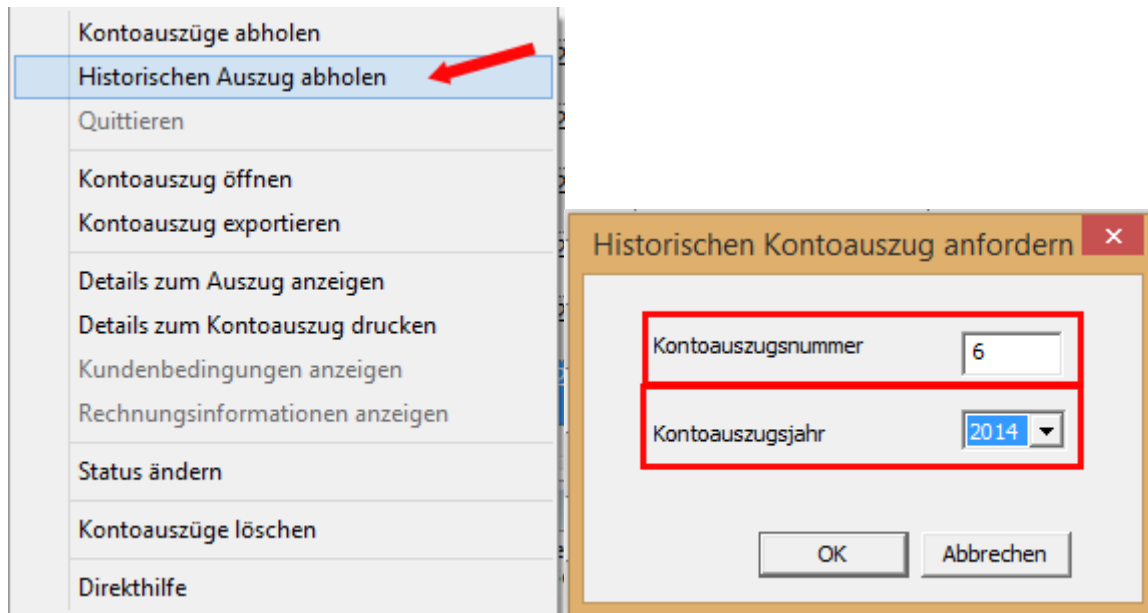 Kontoauszüge abholen
Historischen Auszug abholen
Quittieren
Kontoauszug öffnen
Kontoauszug exportieren
Details zum Auszug anzeigen
Details zum Kontoauszug drucken
Kundenbedingungen anzeigen
Rechnungsinformationen anzeigen
Status ändern
Kontoauszüge löschen
Direkthilfe
Historischen Kontoauszug anfordern
Kontoauszugsnummer 6
Kontoauszugsjahr 2014
OK Abbrechen